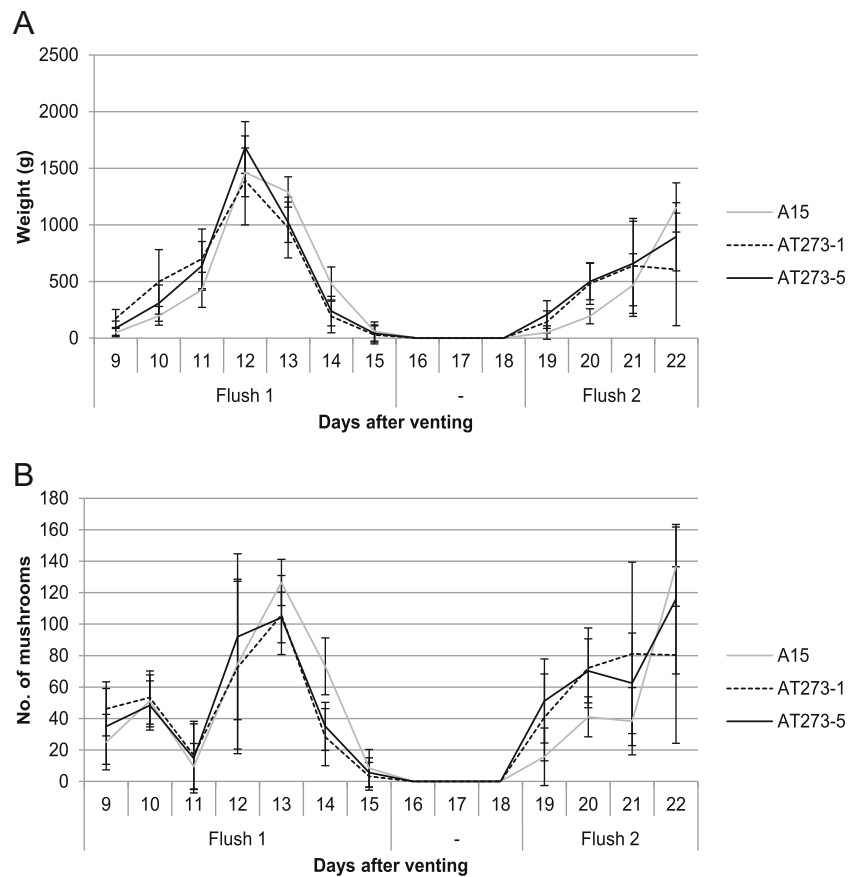 A
2500
2000
1500
1000
500
0
Weight (g)
A15
AT273-1
AT273-5
9 10 11 12 13 14 15 16 17 18 19 20 21 22
Flush 1 - Flush 2
Days after venting
B
180
160
140
120
100
80
60
40
20
0
No. of mushrooms
A15
AT273-1
AT273-5
9 10 11 12 13 14 15 16 17 18 19 20 21 22
Flush 1 - Flush 2
Days after venting